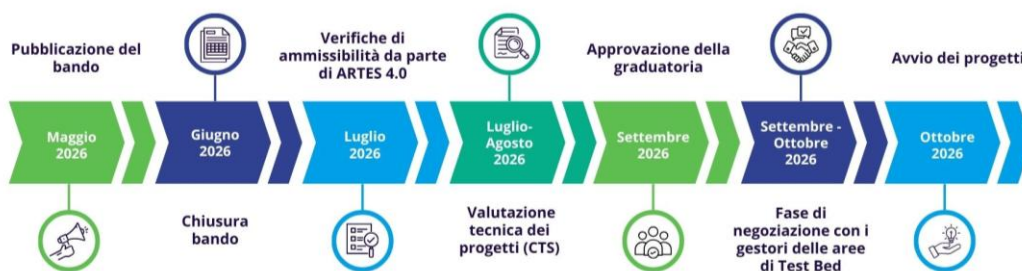 Pubblicazione del
bando
Maggio
2026
Giugno
2026
Chiusura
bando
Verifiche di
ammissibilità da parte
di ARTES 4.0
Luglio
2026
Luglio-
Agosto
2026
Valutazione
tecnica dei
progetti (CTS)
Approvazione della
graduatoria
Settembre
2026
Settembre -
Ottobre
2026
Fase di
negoziazione con i
gestori delle aree
di Test Bed
Avvio dei progetti
Ottobre
2026